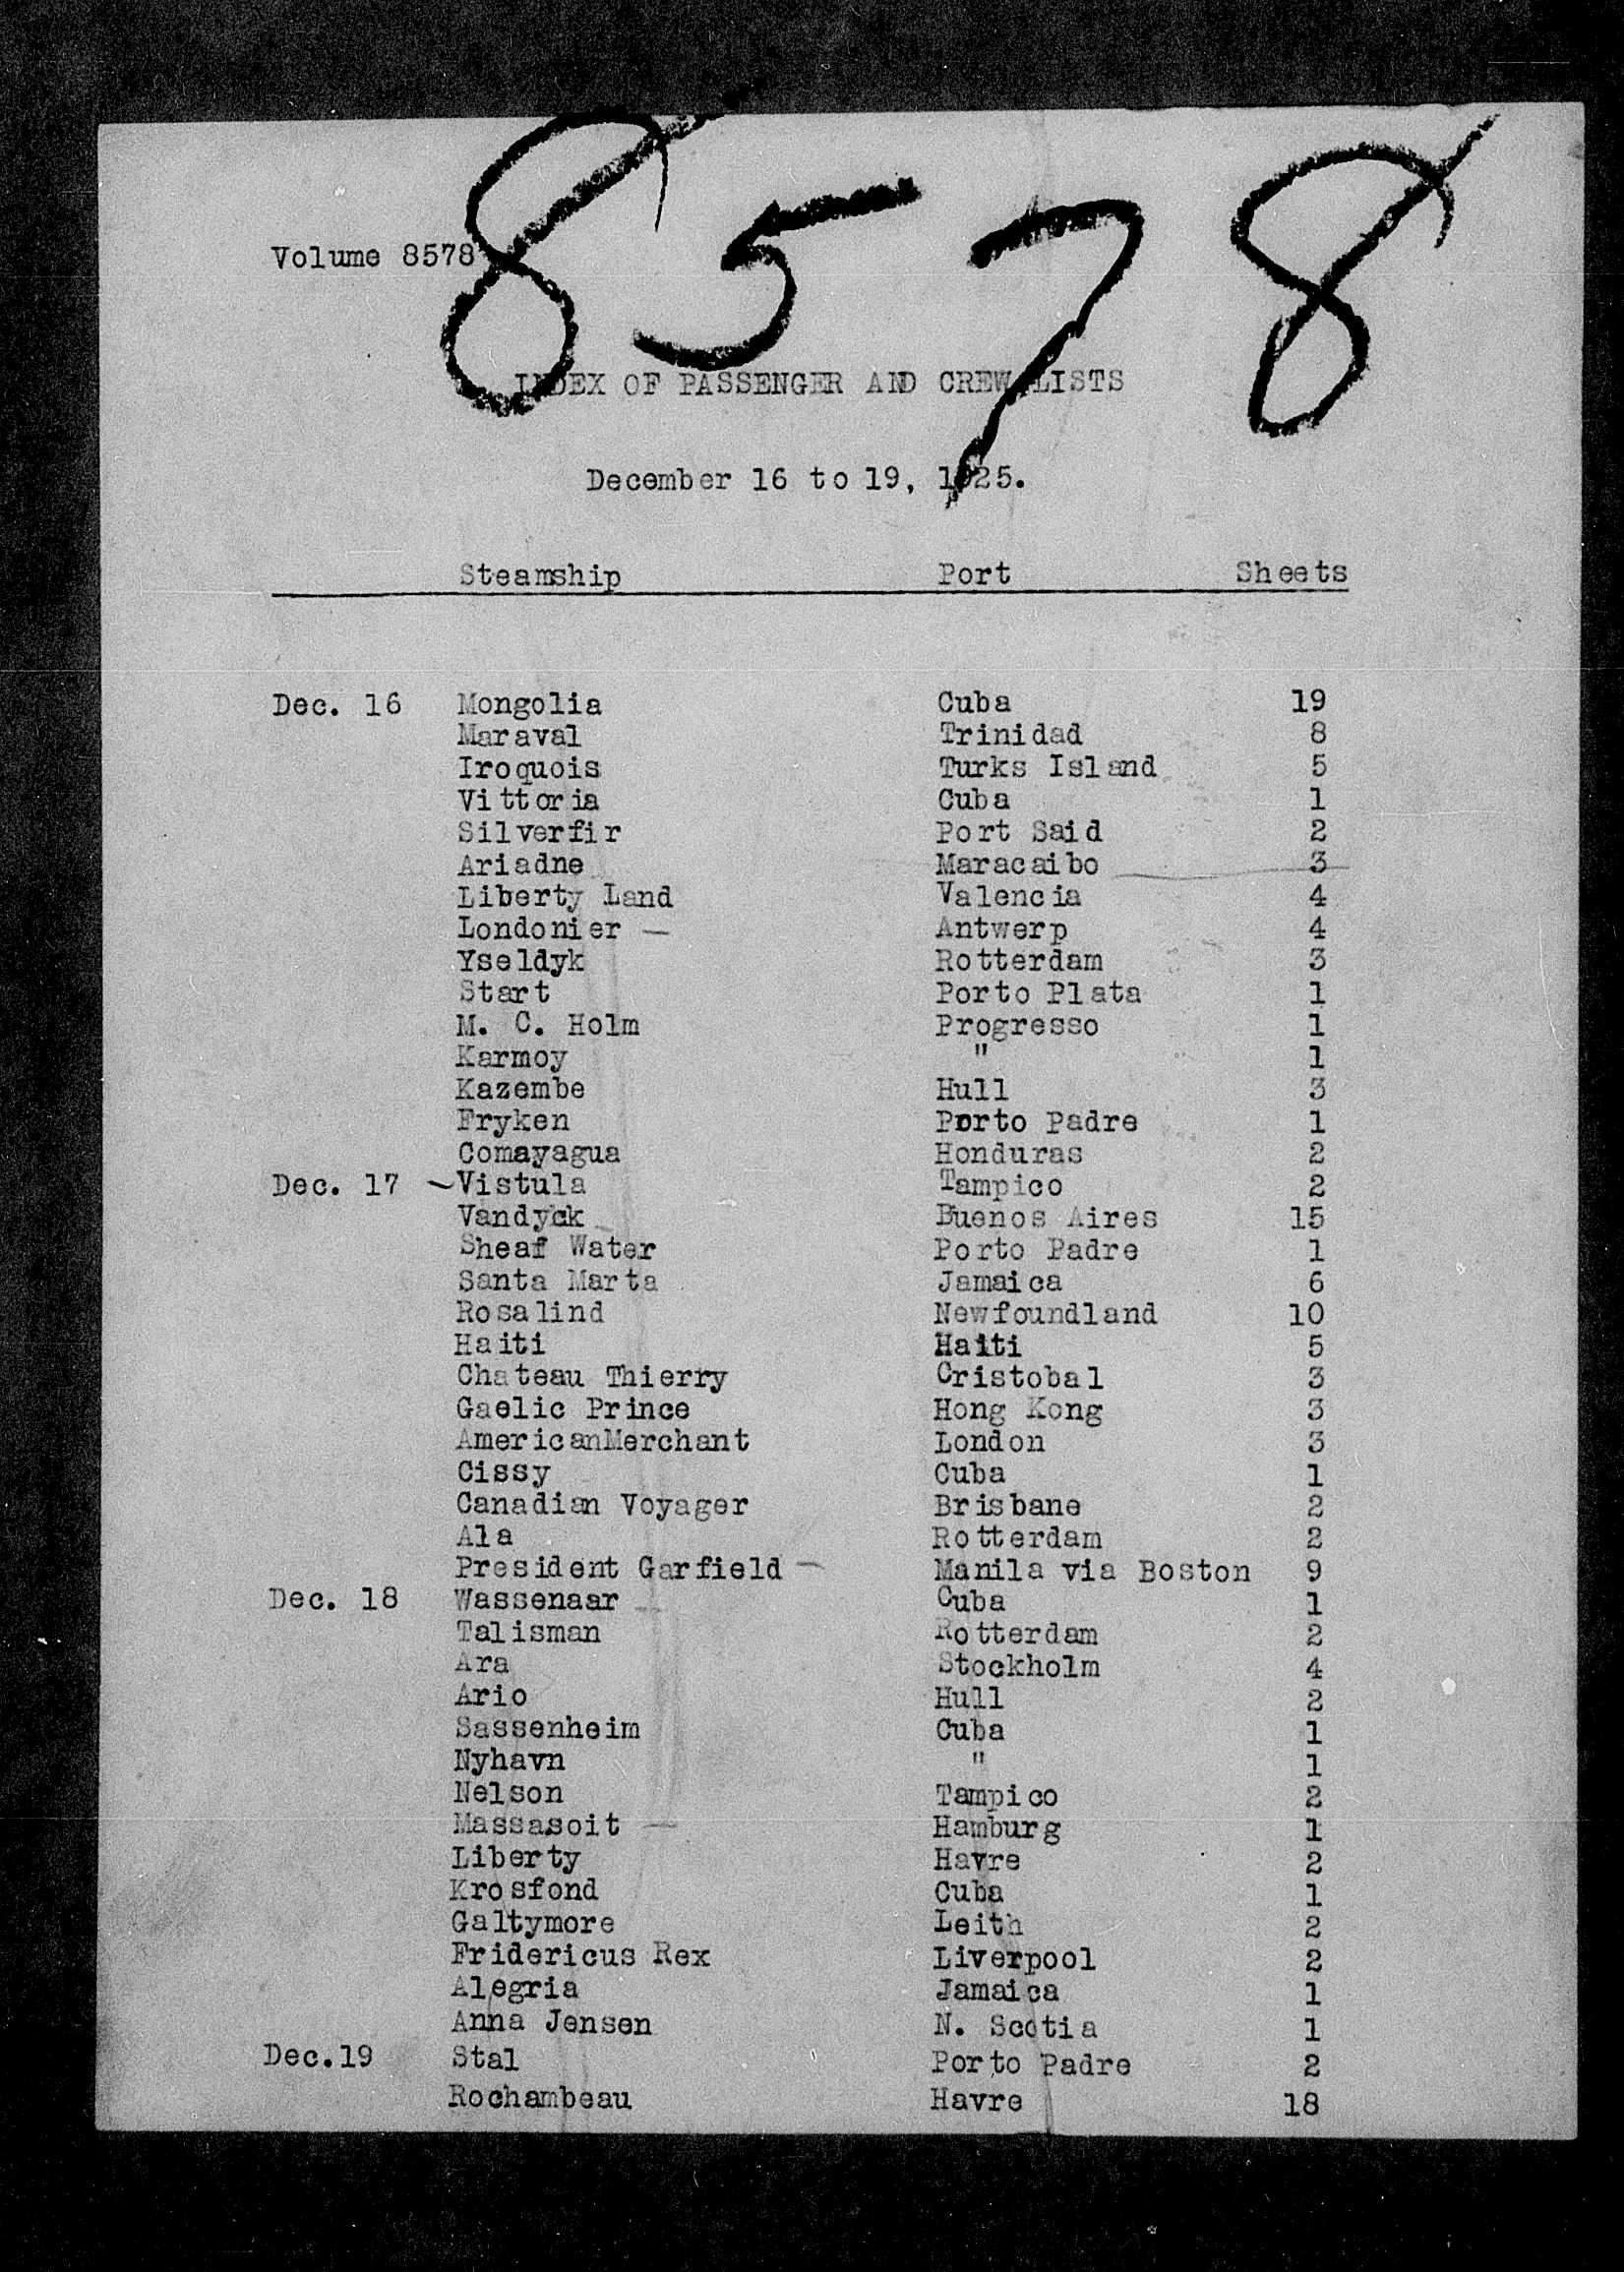 8578
Volume 8578
INDEX OF PASSENGER AND CREW LISTS
December 16 to 19, 1925.
Steamship Port Sheets
Dec. 16 Mongolia Cuba 19
Maraval Trinidad 8
Iroquois Turks Island 5
Vittoria Cuba 1
Silverfir Port Said 2
Ariadne Maracaibo 3
Liberty Land Valencia 4
Londonier — Antwerp 4
Yseldyk Rotterdam 3
Start Porto Plata 1
M. C. Holm Progresso 1
Karmoy " 1
Kazembe Hull 3
Fryken Porto Padre 1
Comayagua Honduras 2
Dec. 17 Vistula Tampico 2
Vandyck Buenos Aires 15
Sheaf Water Porto Padre 1
Santa Marta Jamaica 6
Rosalind Newfoundland 10
Haiti Haiti 5
Chateau Thierry Cristobal 3
Gaelic Prince Hong Kong 3
AmericanMerchant London 3
Cissy Cuba 1
Canadian Voyager Brisbane 2
Ala Rotterdam 2
President Garfield — Manila via Boston 9
Dec. 18 Wassenaar Cuba 1
Talisman Rotterdam 2
Ara Stockholm 4
Ario Hull 2
Sassenheim Cuba 1
Nyhavn " 1
Nelson Tampico 2
Massasoit — Hamburg 1
Liberty Havre 2
Krosfond Cuba 1
Galtymore Leith 2
Fridericus Rex Liverpool 2
Alegria Jamaica 1
Anna Jensen N. Scotia 1
Dec.19 Stal Porto Padre 2
Rochambeau Havre 18